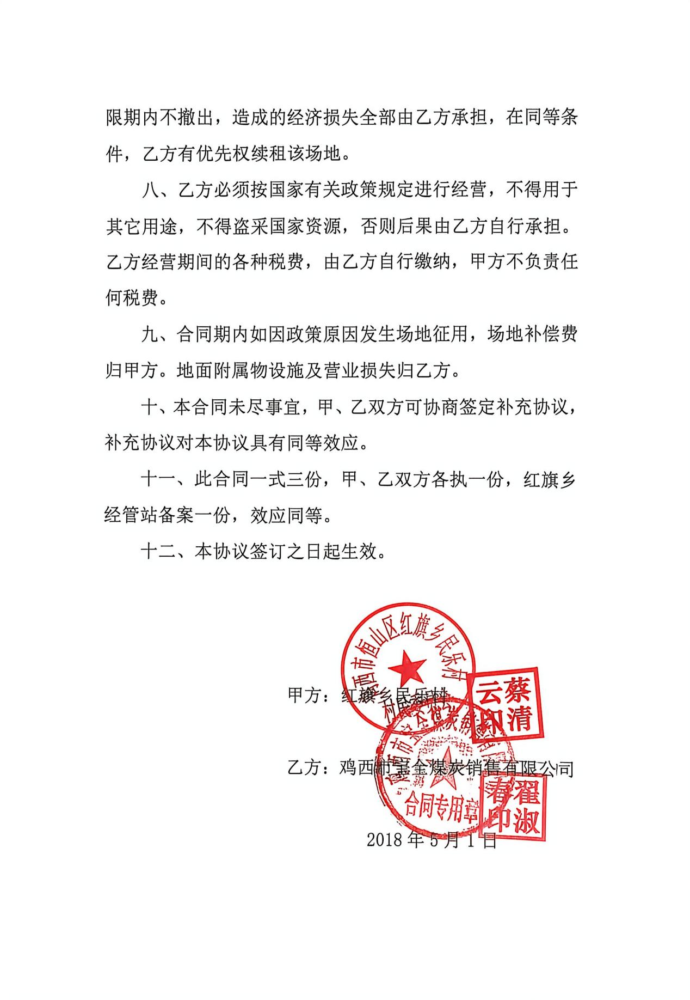 限期内不撤出，造成的经济损失全部由乙方承担，在同等条
件，乙方有优先权续租该场地。
八、乙方必须按国家有关政策规定进行经营，不得用于
其它用途，不得盗采国家资源，否则后果由乙方自行承担。
乙方经营期间的各种税费，由乙方自行缴纳，甲方不负责任
何税费。
九、合同期内如因政策原因发生场地征用，场地补偿费
归甲方。地面附属物设施及营业损失归乙方。
十、本合同未尽事宜，甲、乙双方可协商签定补充协议，
补充协议对本协议具有同等效应。
十一、此合同一式三份，甲、乙双方各执一份，红旗乡
经管站备案一份，效应同等。
十二、本协议签订之日起生效。
鸡西市恒山区红旗乡民乐村
甲方：红旗乡民乐村
蔡清云印
乙方：鸡西市宝金煤炭销售有限公司
合同专用章
翟淑春印
2018 年 5 月 1 日